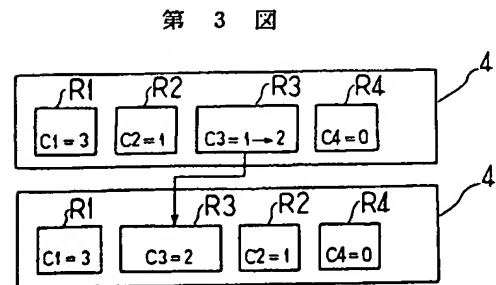 第 3 図
R1 R2 R3 R4 4
C1=3 C2=1 C3=1→2 C4=0
R1 R3 R2 R4 4
C1=3 C3=2 C2=1 C4=0